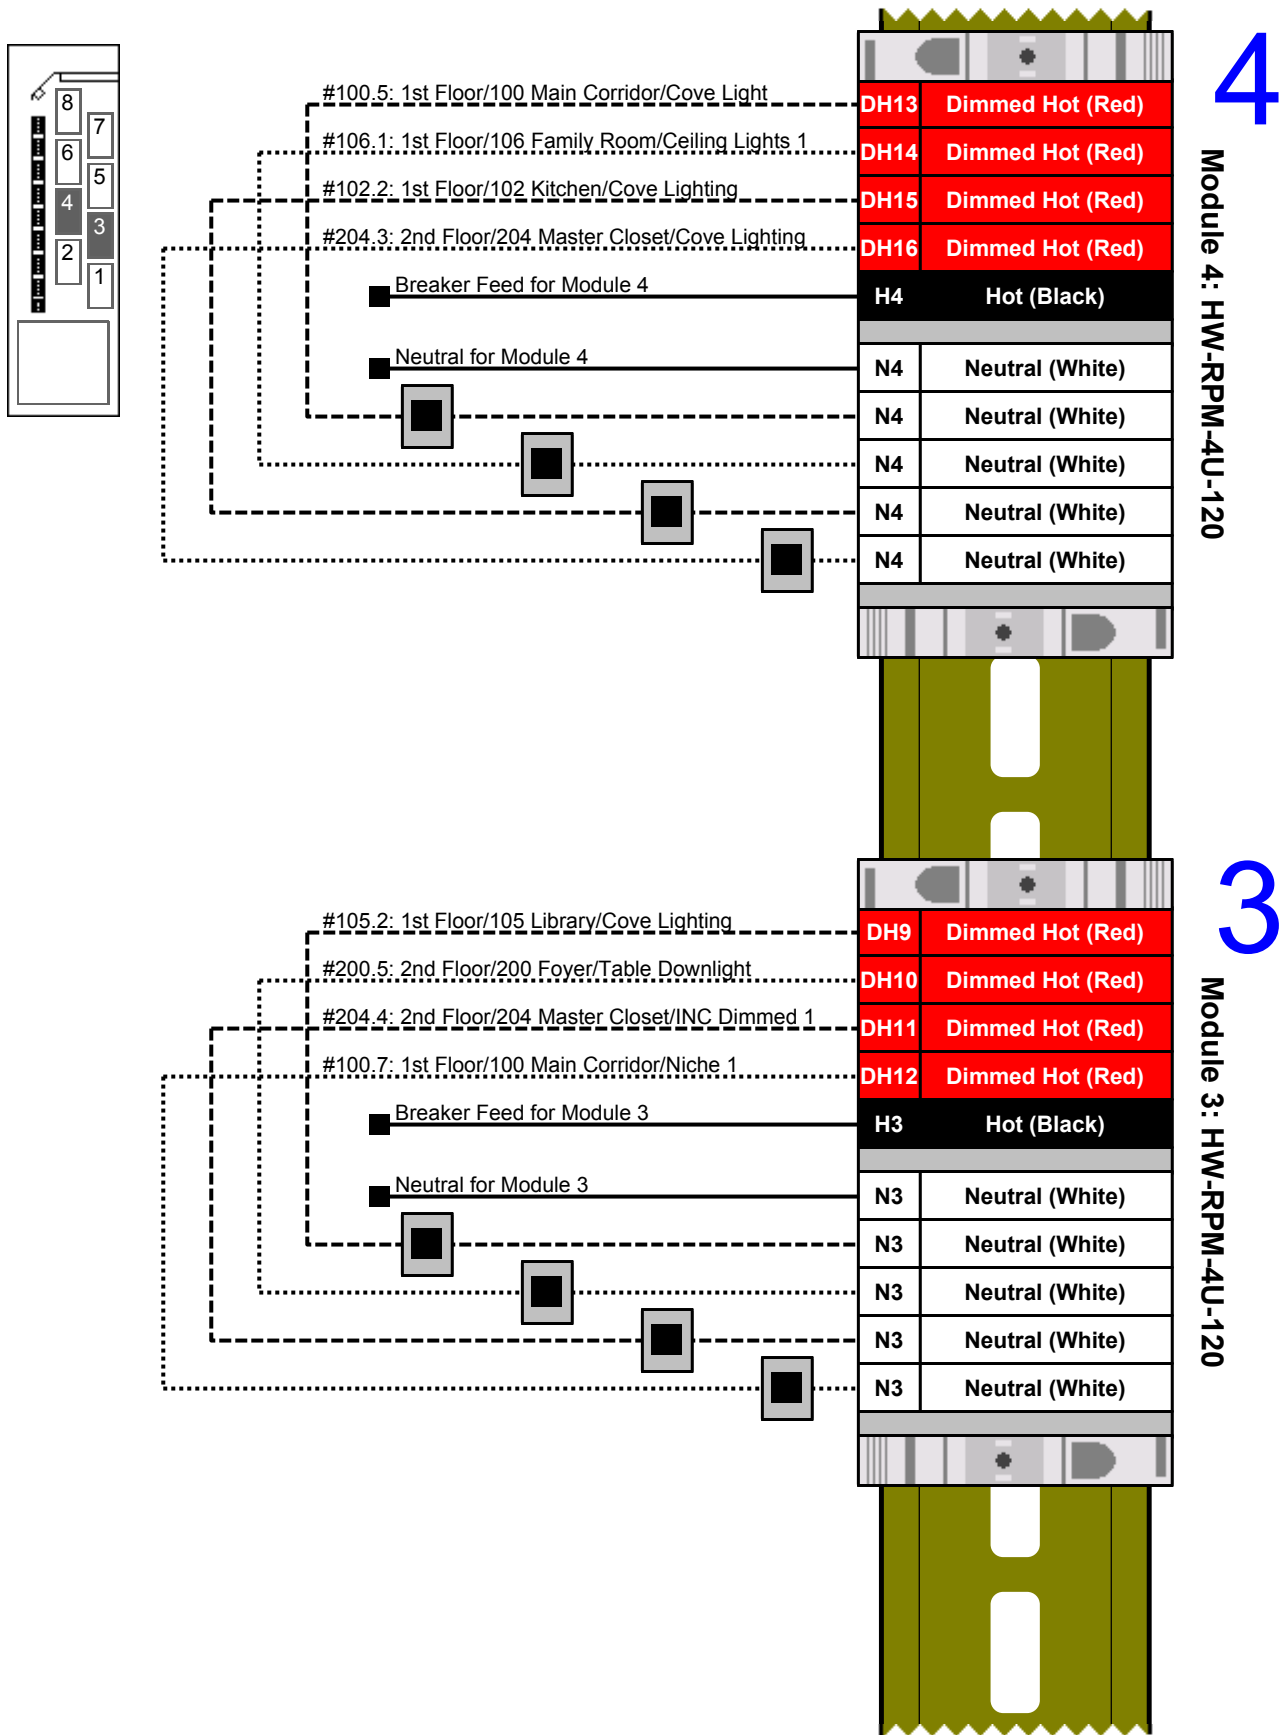 8
7
6
5
4
3
2
1
4
Module 4: HW-RPM-4U-120
#100.5: 1st Floor/100 Main Corridor/Cove Light
DH13 Dimmed Hot (Red)
#106.1: 1st Floor/106 Family Room/Ceiling Lights 1
DH14 Dimmed Hot (Red)
#102.2: 1st Floor/102 Kitchen/Cove Lighting
DH15 Dimmed Hot (Red)
#204.3: 2nd Floor/204 Master Closet/Cove Lighting
DH16 Dimmed Hot (Red)
Breaker Feed for Module 4
H4 Hot (Black)
Neutral for Module 4
N4 Neutral (White)
N4 Neutral (White)
N4 Neutral (White)
N4 Neutral (White)
N4 Neutral (White)
3
Module 3: HW-RPM-4U-120
#105.2: 1st Floor/105 Library/Cove Lighting
DH9 Dimmed Hot (Red)
#200.5: 2nd Floor/200 Foyer/Table Downlight
DH10 Dimmed Hot (Red)
#204.4: 2nd Floor/204 Master Closet/INC Dimmed 1
DH11 Dimmed Hot (Red)
#100.7: 1st Floor/100 Main Corridor/Niche 1
DH12 Dimmed Hot (Red)
Breaker Feed for Module 3
H3 Hot (Black)
Neutral for Module 3
N3 Neutral (White)
N3 Neutral (White)
N3 Neutral (White)
N3 Neutral (White)
N3 Neutral (White)